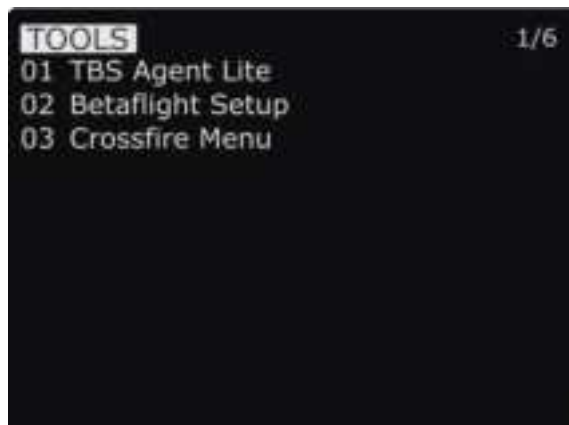 TOOLS 1/6
01 TBS Agent Lite
02 Betaflight Setup
03 Crossfire Menu